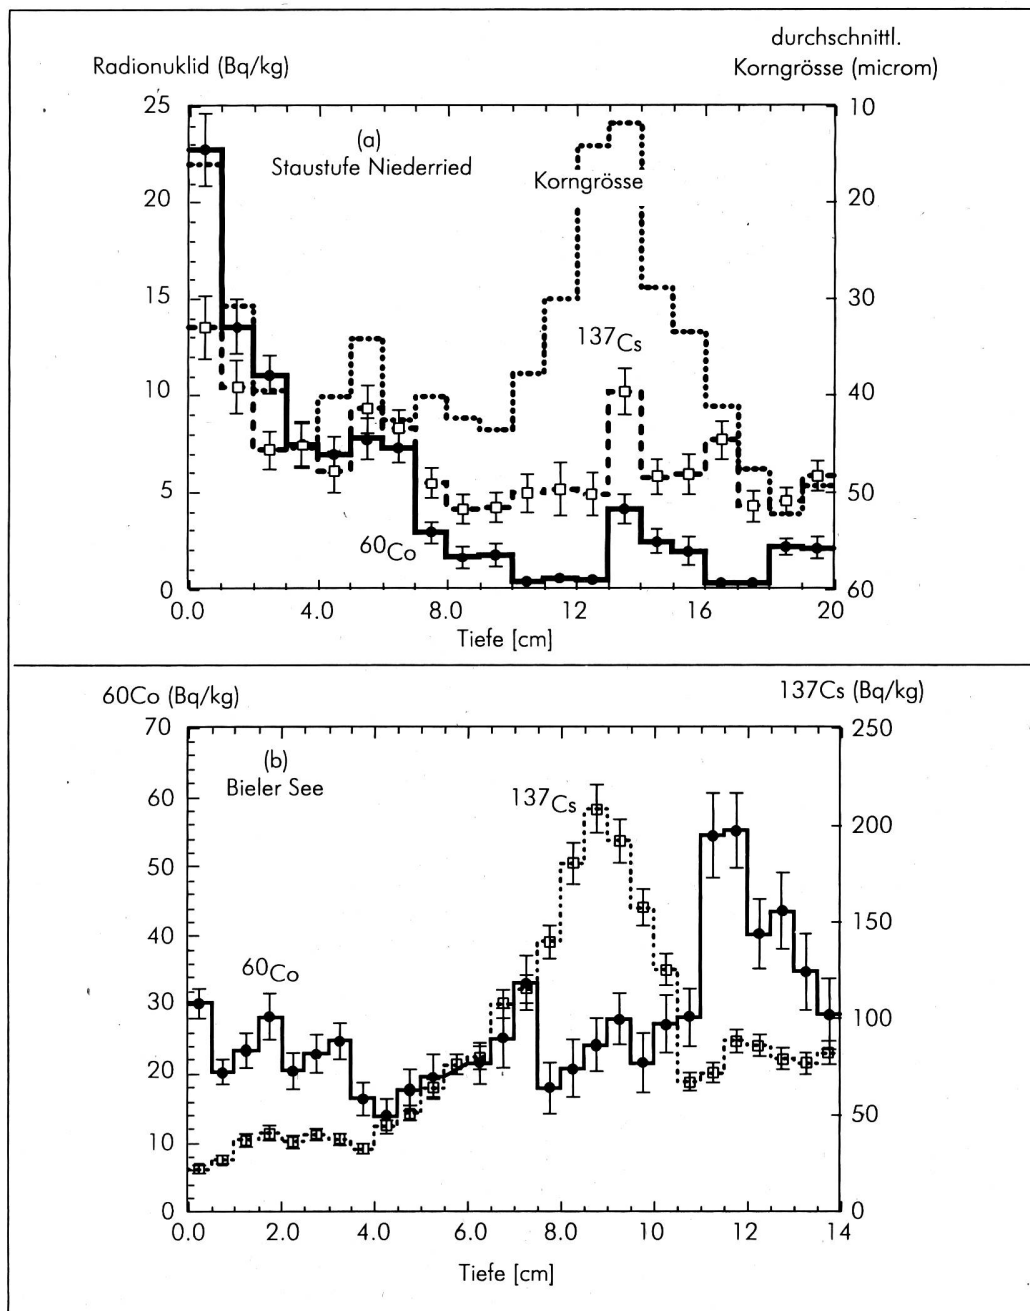 Radionuklid (Bq/kg)
durchschnittl.
Korngrösse (microm)
25
20
15
10
5
0
(a)
Staustufe Niederried
Korngrösse
137Cs
60Co
10
20
30
40
50
60
0.0
4.0
8.0
12
16
20
Tiefe [cm]
60Co (Bq/kg)
137Cs (Bq/kg)
70
60
50
40
30
20
10
0
(b)
Bieler See
137Cs
60Co
250
200
150
100
50
0
0.0
2.0
4.0
6.0
8.0
10
12
14
Tiefe [cm]